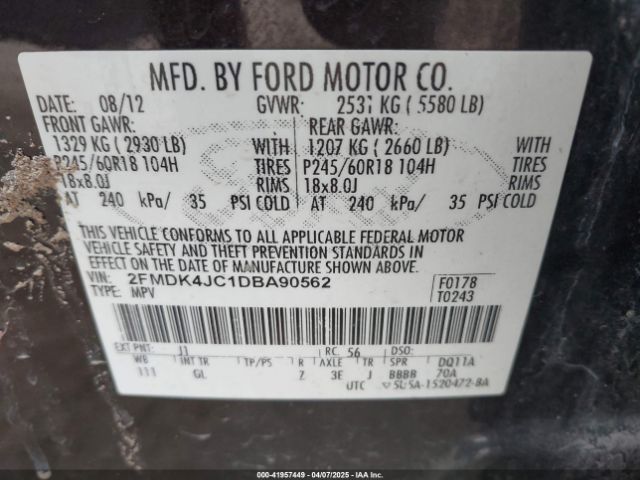 MFD. BY FORD MOTOR CO.
DATE: 08/12 GVWR: 2531 KG ( 5580 LB)
FRONT GAWR: REAR GAWR:
1329 KG ( 2930 LB) WITH 1207 KG ( 2660 LB) WITH
P245/60R18 104H TIRES P245/60R18 104H TIRES
18x8.0J RIMS 18x8.0J RIMS
AT 240 kPa/ 35 PSI COLD AT 240 kPa/ 35 PSI COLD
THIS VEHICLE CONFORMS TO ALL APPLICABLE FEDERAL MOTOR
VEHICLE SAFETY AND THEFT PREVENTION STANDARDS IN
EFFECT ON THE DATE OF MANUFACTURE SHOWN ABOVE.
VIN: 2FMDK4JC1DBA90562 F0178
TYPE: MPV T0243
EXT PNT: J1 RC: 56 DSO:
WB INT TR TP/PS R AXLE TR SPR DQ11A
111 GL Z 3E J BBBB 70A
UTC 5U5A-1520472-BA
000-41957449 - 04/07/2025 - IAA Inc.